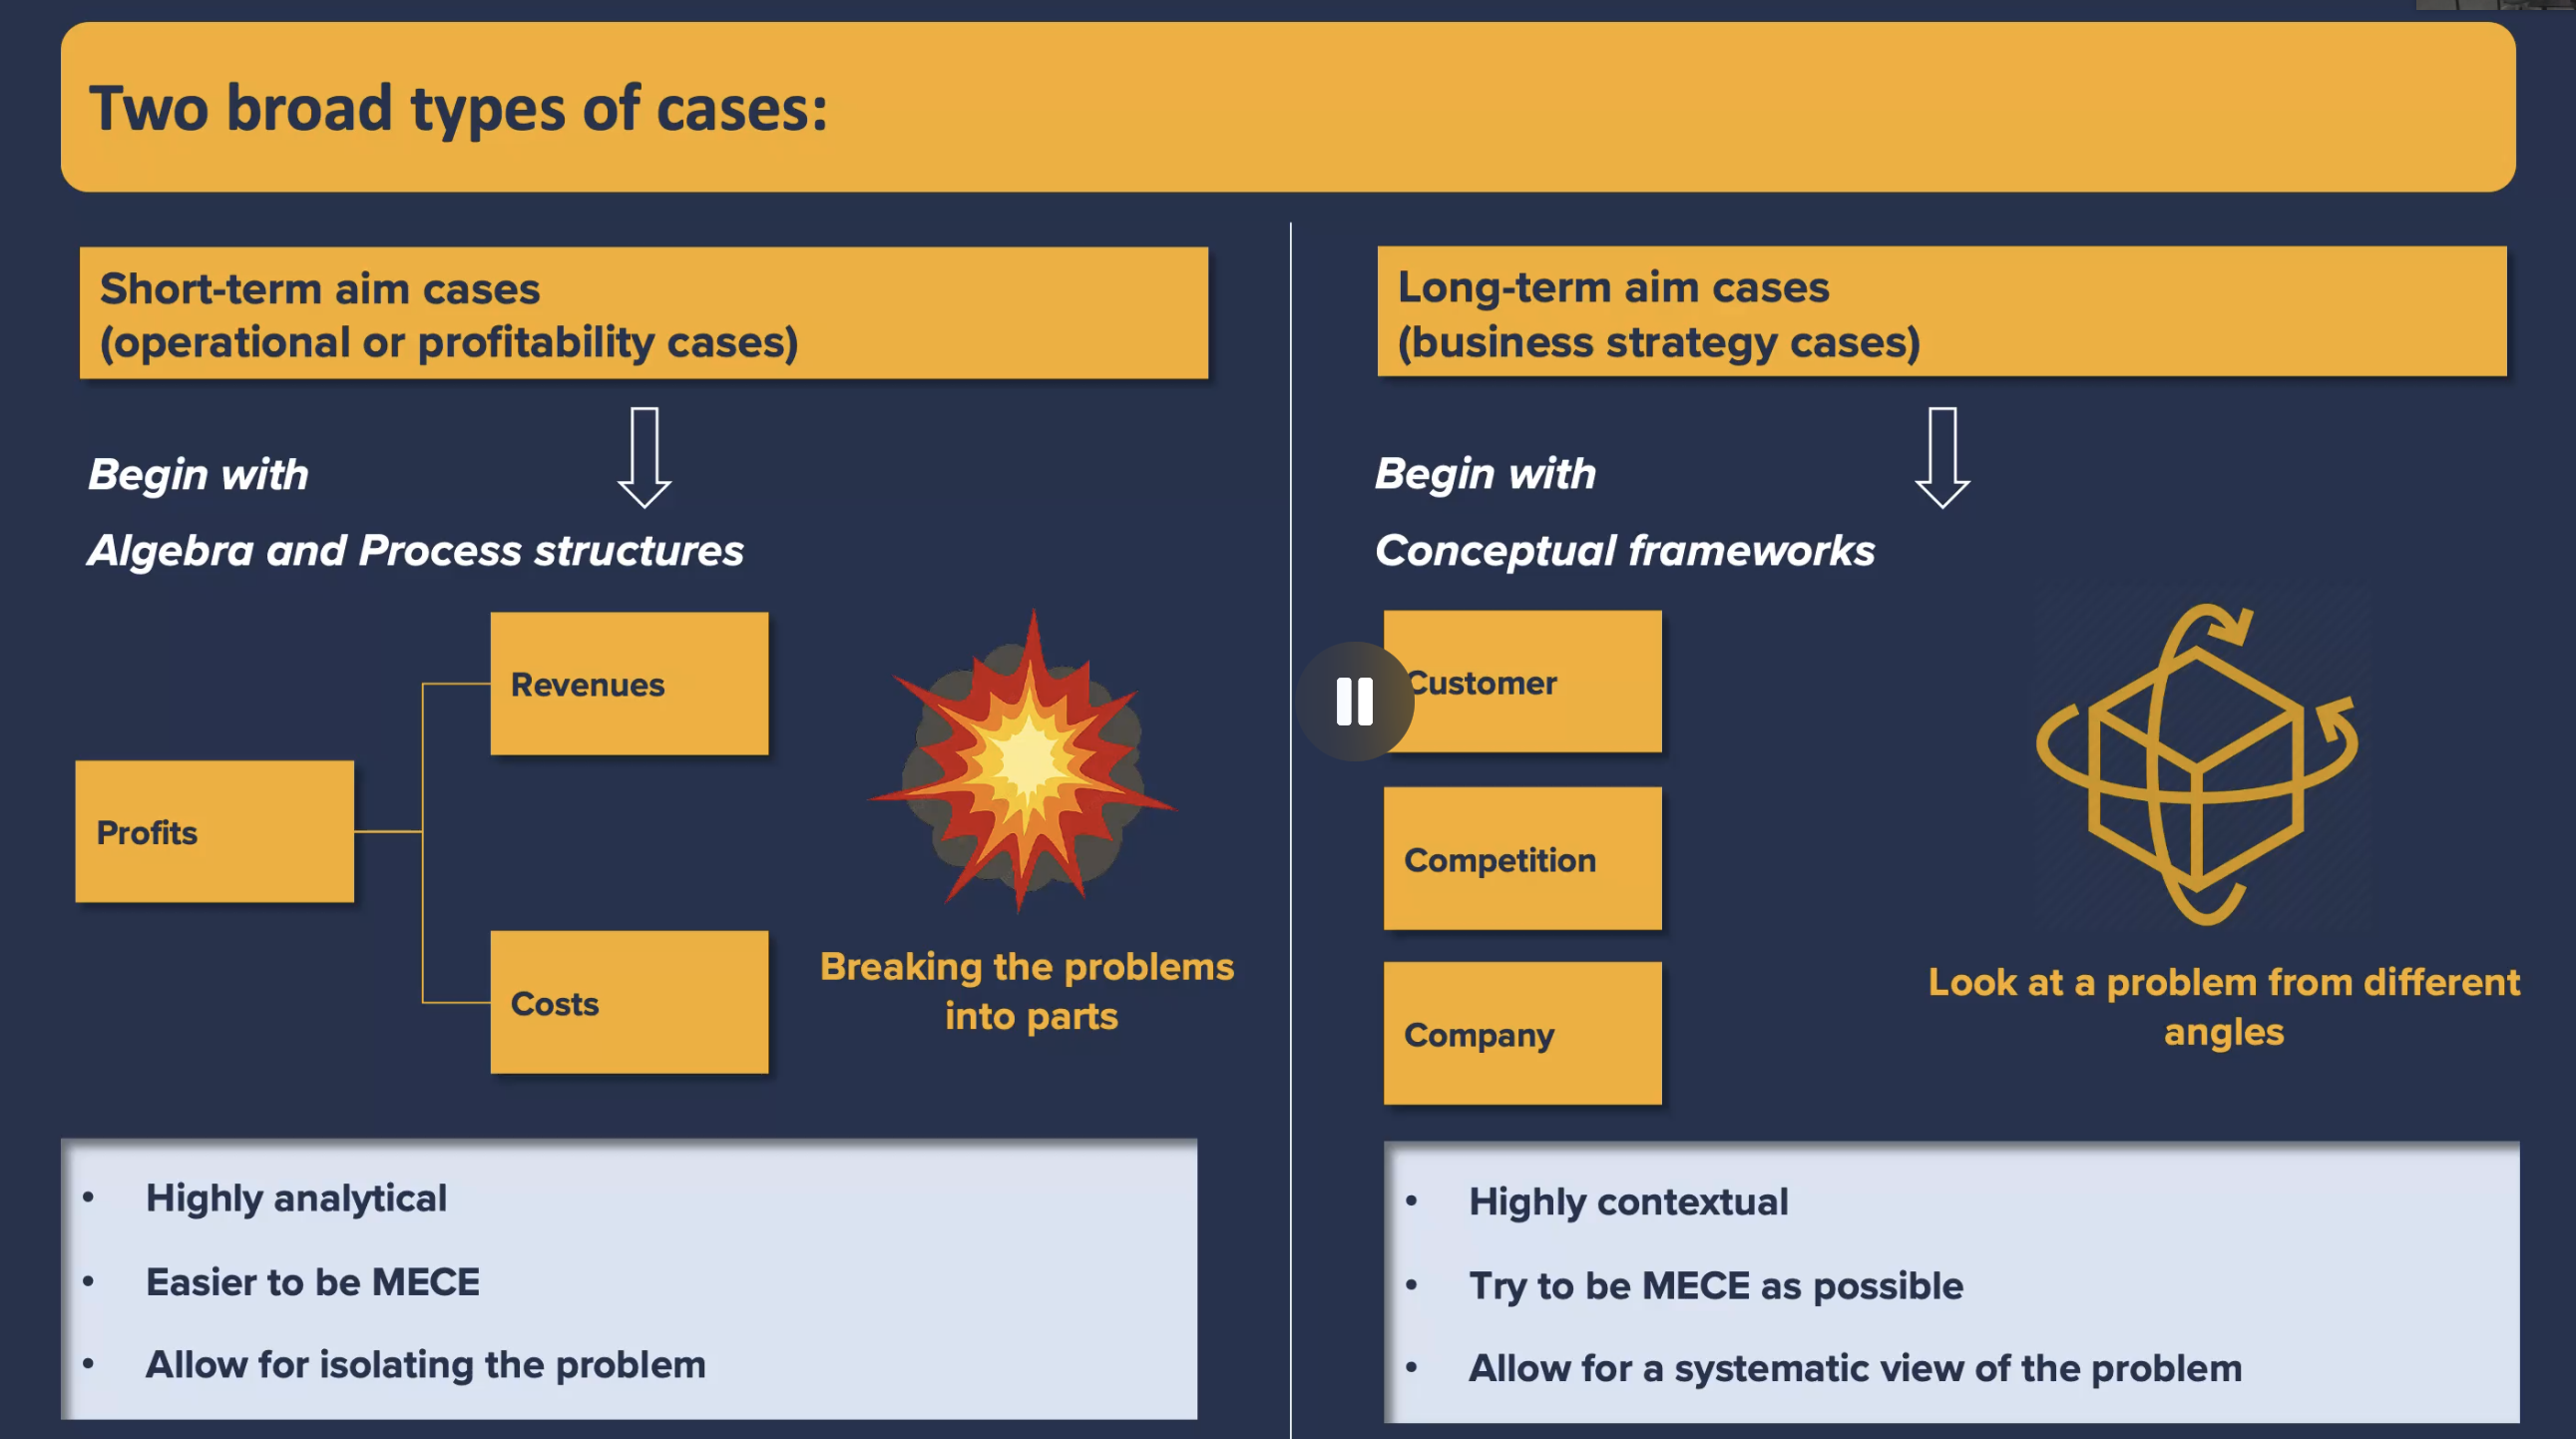 Two broad types of cases:
Short-term aim cases
(operational or profitability cases)
Begin with
Algebra and Process structures
Revenues
Profits
Costs
Breaking the problems
into parts
• Highly analytical
• Easier to be MECE
• Allow for isolating the problem
Long-term aim cases
(business strategy cases)
Begin with
Conceptual frameworks
Customer
Competition
Company
Look at a problem from different
angles
• Highly contextual
• Try to be MECE as possible
• Allow for a systematic view of the problem